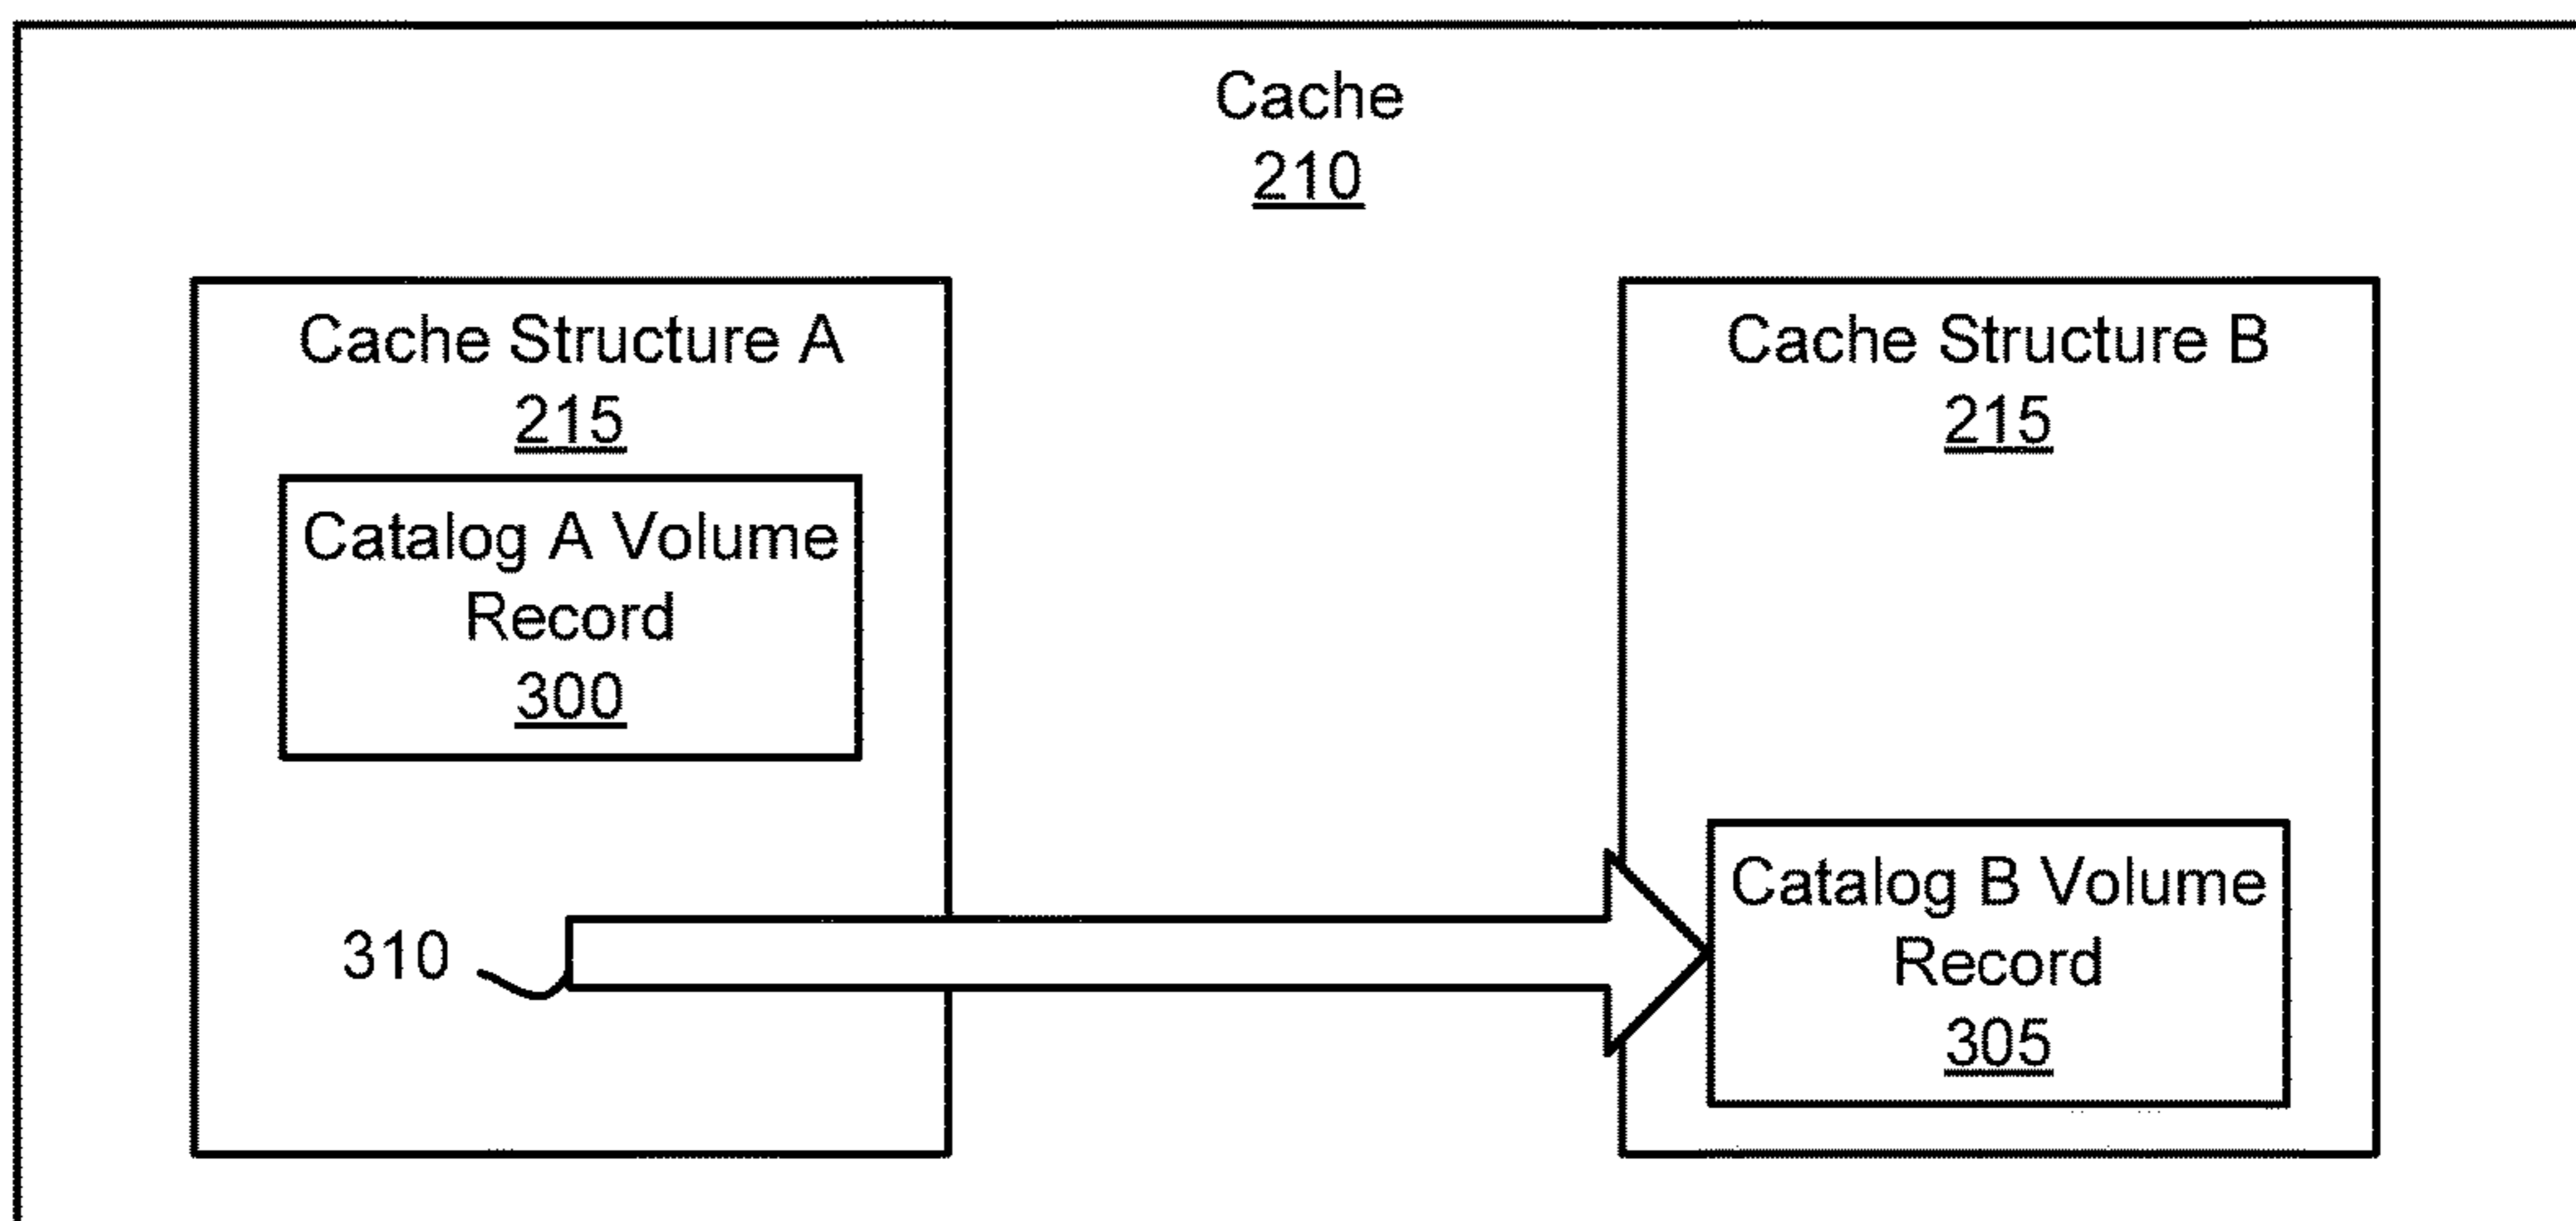 Cache
210
Cache Structure A
215
Catalog A Volume
Record
300
310
Cache Structure B
215
Catalog B Volume
Record
305